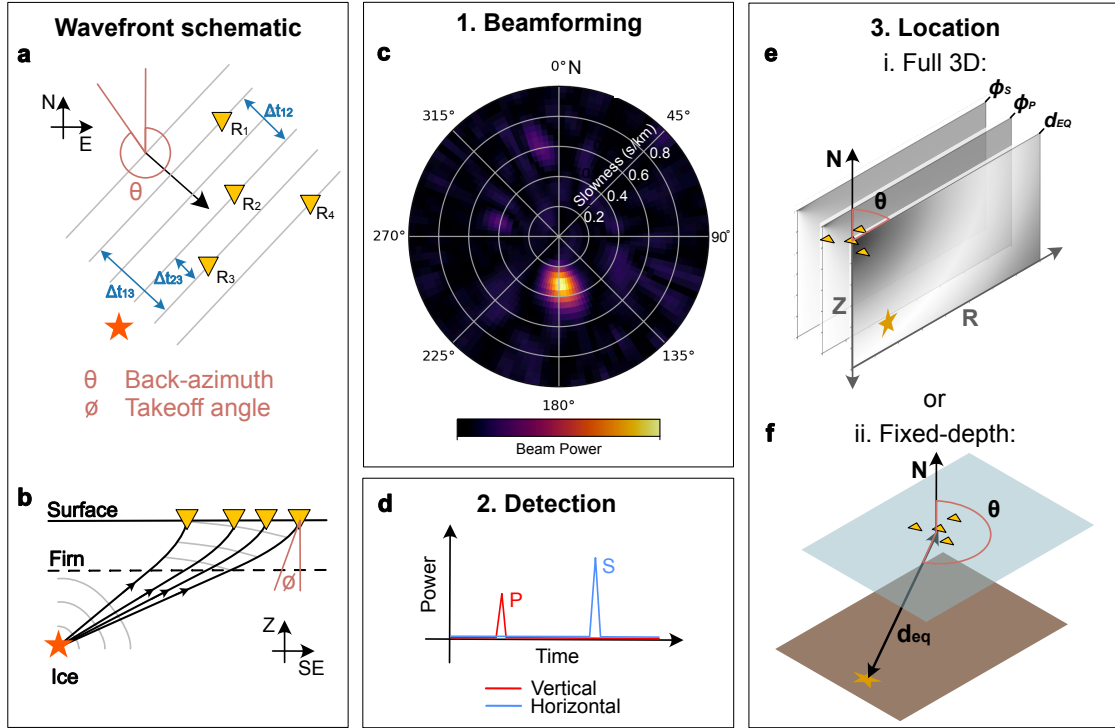 Wavefront schematic
a
N
E
Δt12
R1
R2
R4
R3
θ
Δt23
Δt13
θ Back-azimuth
ø Takeoff angle
b
Surface
Firn
ø
Z
SE
Ice
1. Beamforming
c
0°N
315°
45°
Slowness (s/km)
0.8
0.6
0.4
0.2
270°
90°
225°
135°
180°
Beam Power
d
2. Detection
Power
P
S
Time
Vertical
Horizontal
3. Location
e
i. Full 3D:
ϕS
ϕP
dEQ
N
θ
Z
R
or
f
ii. Fixed-depth:
N
θ
deq